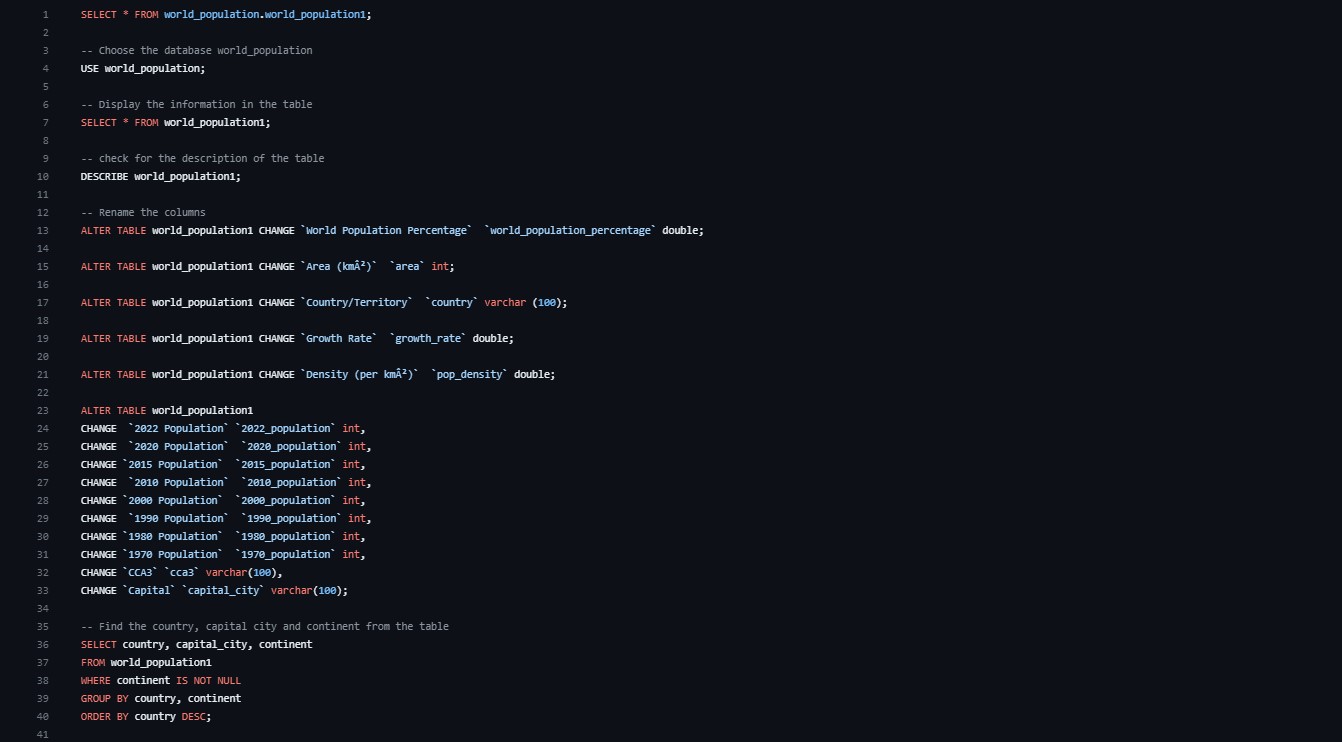 1 SELECT * FROM world_population.world_population1;
2
3 -- Choose the database world_population
4 USE world_population;
5
6 -- Display the information in the table
7 SELECT * FROM world_population1;
8
9 -- check for the description of the table
10 DESCRIBE world_population1;
11
12 -- Rename the columns
13 ALTER TABLE world_population1 CHANGE `World Population Percentage`  `world_population_percentage` double;
14
15 ALTER TABLE world_population1 CHANGE `Area (kmÂ²)`  `area` int;
16
17 ALTER TABLE world_population1 CHANGE `Country/Territory`  `country` varchar (100);
18
19 ALTER TABLE world_population1 CHANGE `Growth Rate`  `growth_rate` double;
20
21 ALTER TABLE world_population1 CHANGE `Density (per kmÂ²)`  `pop_density` double;
22
23 ALTER TABLE world_population1
24 CHANGE  `2022 Population` `2022_population` int,
25 CHANGE  `2020 Population`  `2020_population` int,
26 CHANGE `2015 Population`  `2015_population` int,
27 CHANGE  `2010 Population`  `2010_population` int,
28 CHANGE `2000 Population`  `2000_population` int,
29 CHANGE  `1990 Population`  `1990_population` int,
30 CHANGE `1980 Population`  `1980_population` int,
31 CHANGE `1970 Population`  `1970_population` int,
32 CHANGE `CCA3` `cca3` varchar(100),
33 CHANGE `Capital` `capital_city` varchar(100);
34
35 -- Find the country, capital city and continent from the table
36 SELECT country, capital_city, continent
37 FROM world_population1
38 WHERE continent IS NOT NULL
39 GROUP BY country, continent
40 ORDER BY country DESC;
41